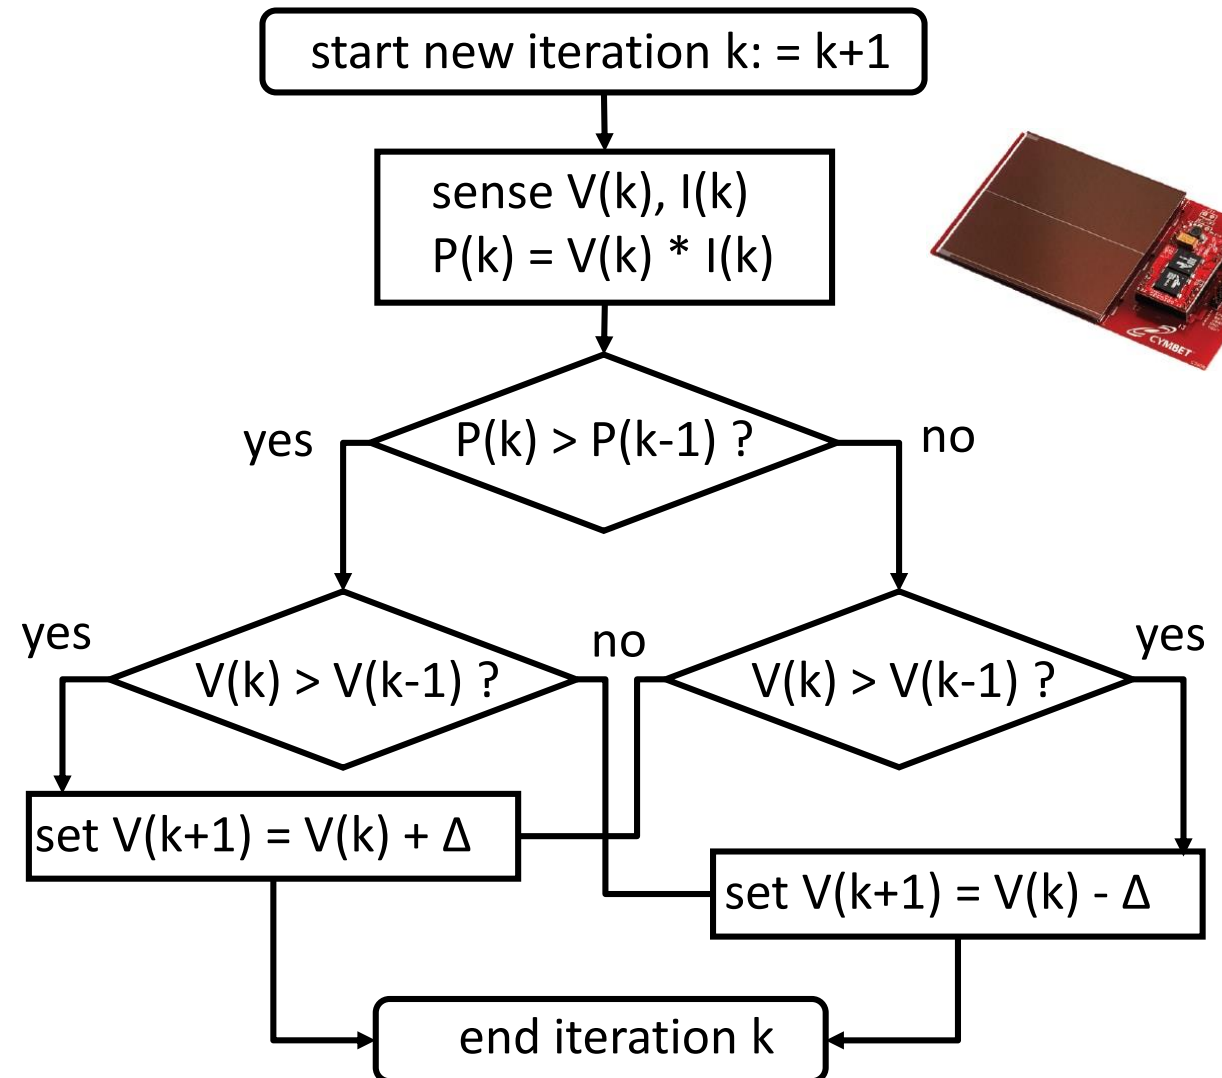 start new iteration k: = k+1
sense V(k), I(k)
P(k) = V(k) * I(k)
yes
P(k) > P(k-1) ?
no
yes
V(k) > V(k-1) ?
no
V(k) > V(k-1) ?
yes
set V(k+1) = V(k) + Δ
set V(k+1) = V(k) - Δ
end iteration k
CYMBET